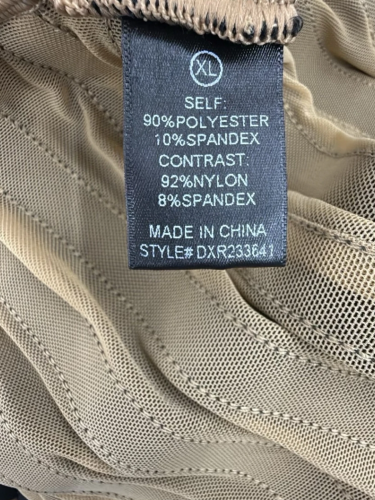 XL
SELF:
90%POLYESTER
10%SPANDEX
CONTRAST:
92%NYLON
8%SPANDEX
MADE IN CHINA
STYLE# DXR233641